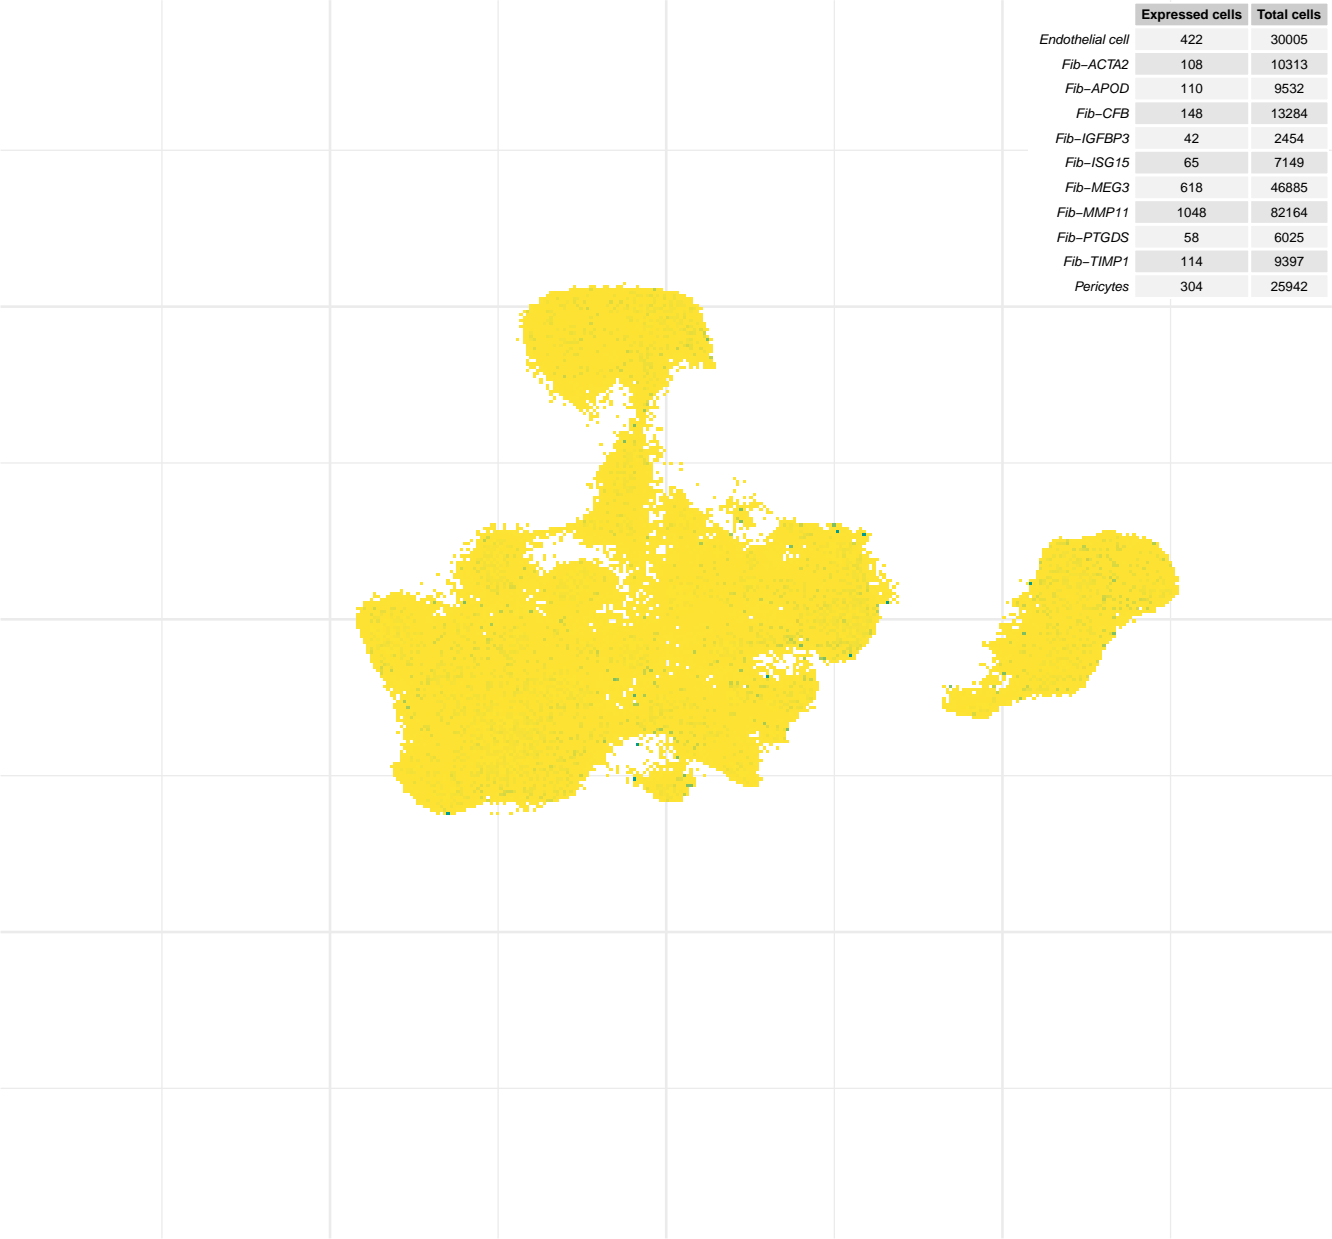 Expressed cells Total cells
Endothelial cell 422 30005
Fib−ACTA2 108 10313
Fib−APOD 110 9532
Fib−CFB 148 13284
Fib−IGFBP3 42 2454
Fib−ISG15 65 7149
Fib−MEG3 618 46885
Fib−MMP11 1048 82164
Fib−PTGDS 58 6025
Fib−TIMP1 114 9397
Pericytes 304 25942